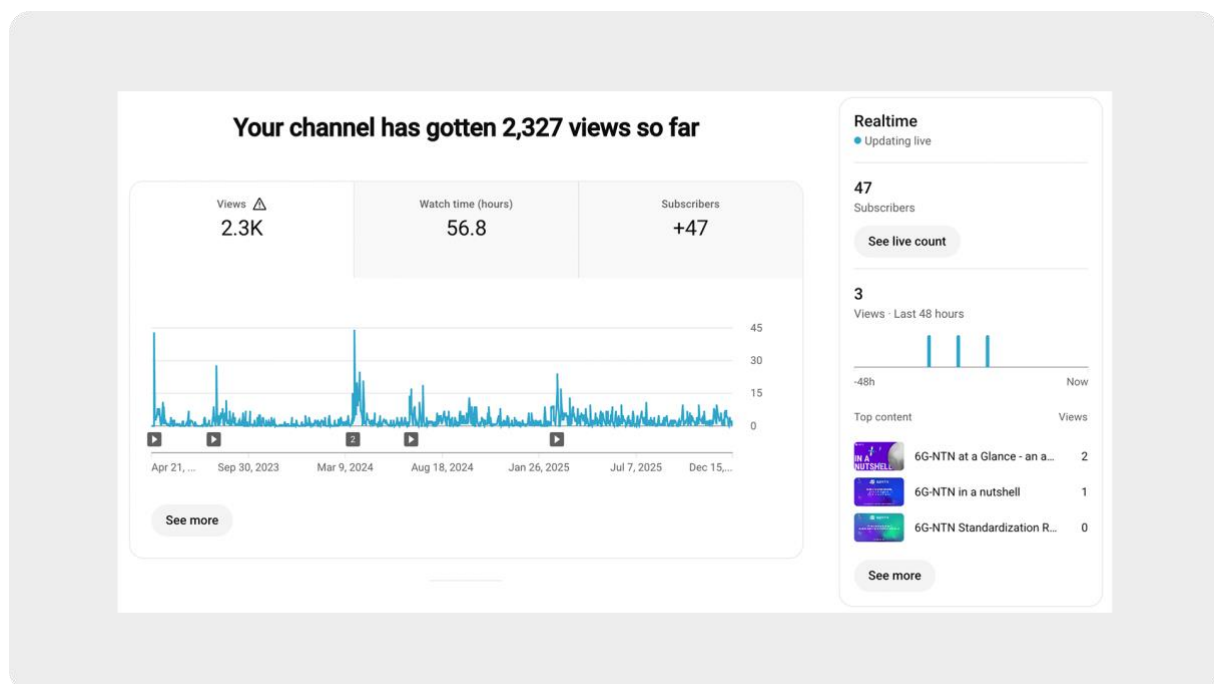 Your channel has gotten 2,327 views so far
Views
2.3K
Watch time (hours)
56.8
Subscribers
+47
45
30
15
0
2
Apr 21, ...
Sep 30, 2023
Mar 9, 2024
Aug 18, 2024
Jan 26, 2025
Jul 7, 2025
Dec 15,...
See more
Realtime
Updating live
47
Subscribers
See live count
3
Views · Last 48 hours
-48h
Now
Top content
Views
IN A
NUTSHELL
6G-NTN at a Glance - an a...
2
6G-NTN in a nutshell
1
6G-NTN Standardization R...
0
See more